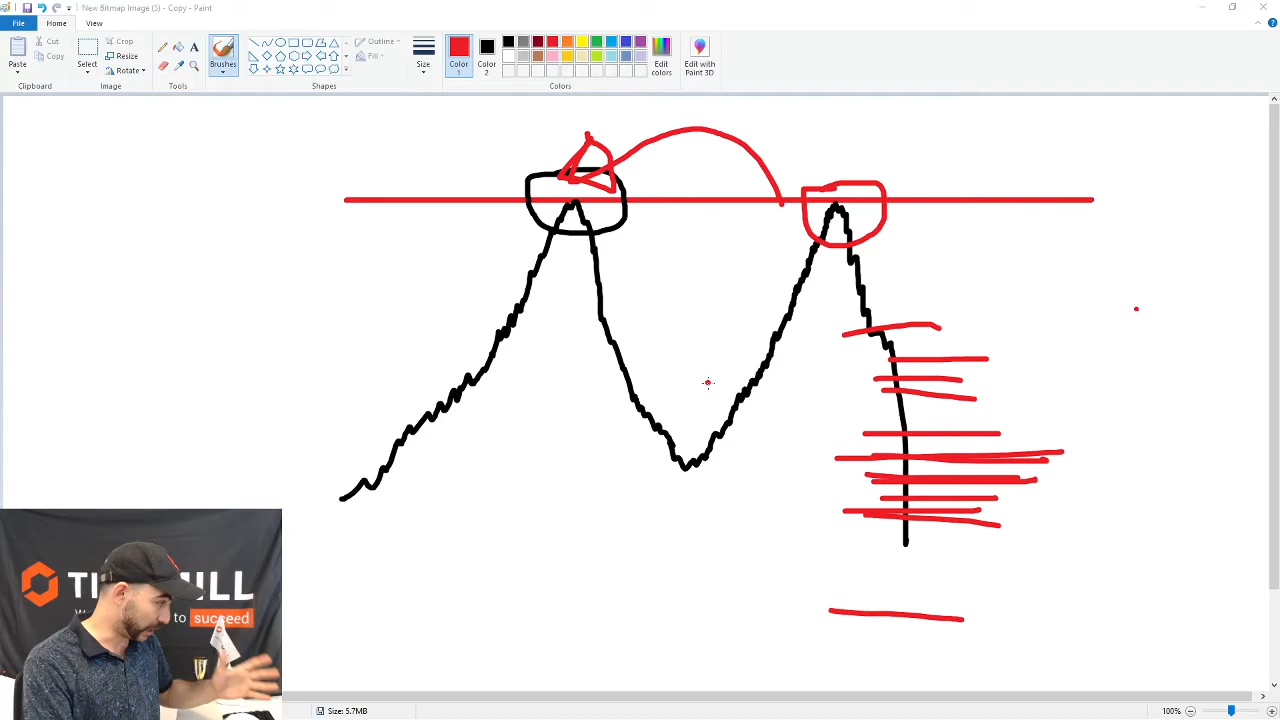 New Bitmap Image (5) - Copy - Paint
File
Home
View
Paste
Cut
Copy
Clipboard
Select
Crop
Resize
Rotate
Image
A
Tools
Brushes
Outline
Fill
Shapes
Size
Color 1
Color 2
Edit colors
Edit with Paint 3D
Colors
to succeed
Size: 5.7MB
100%